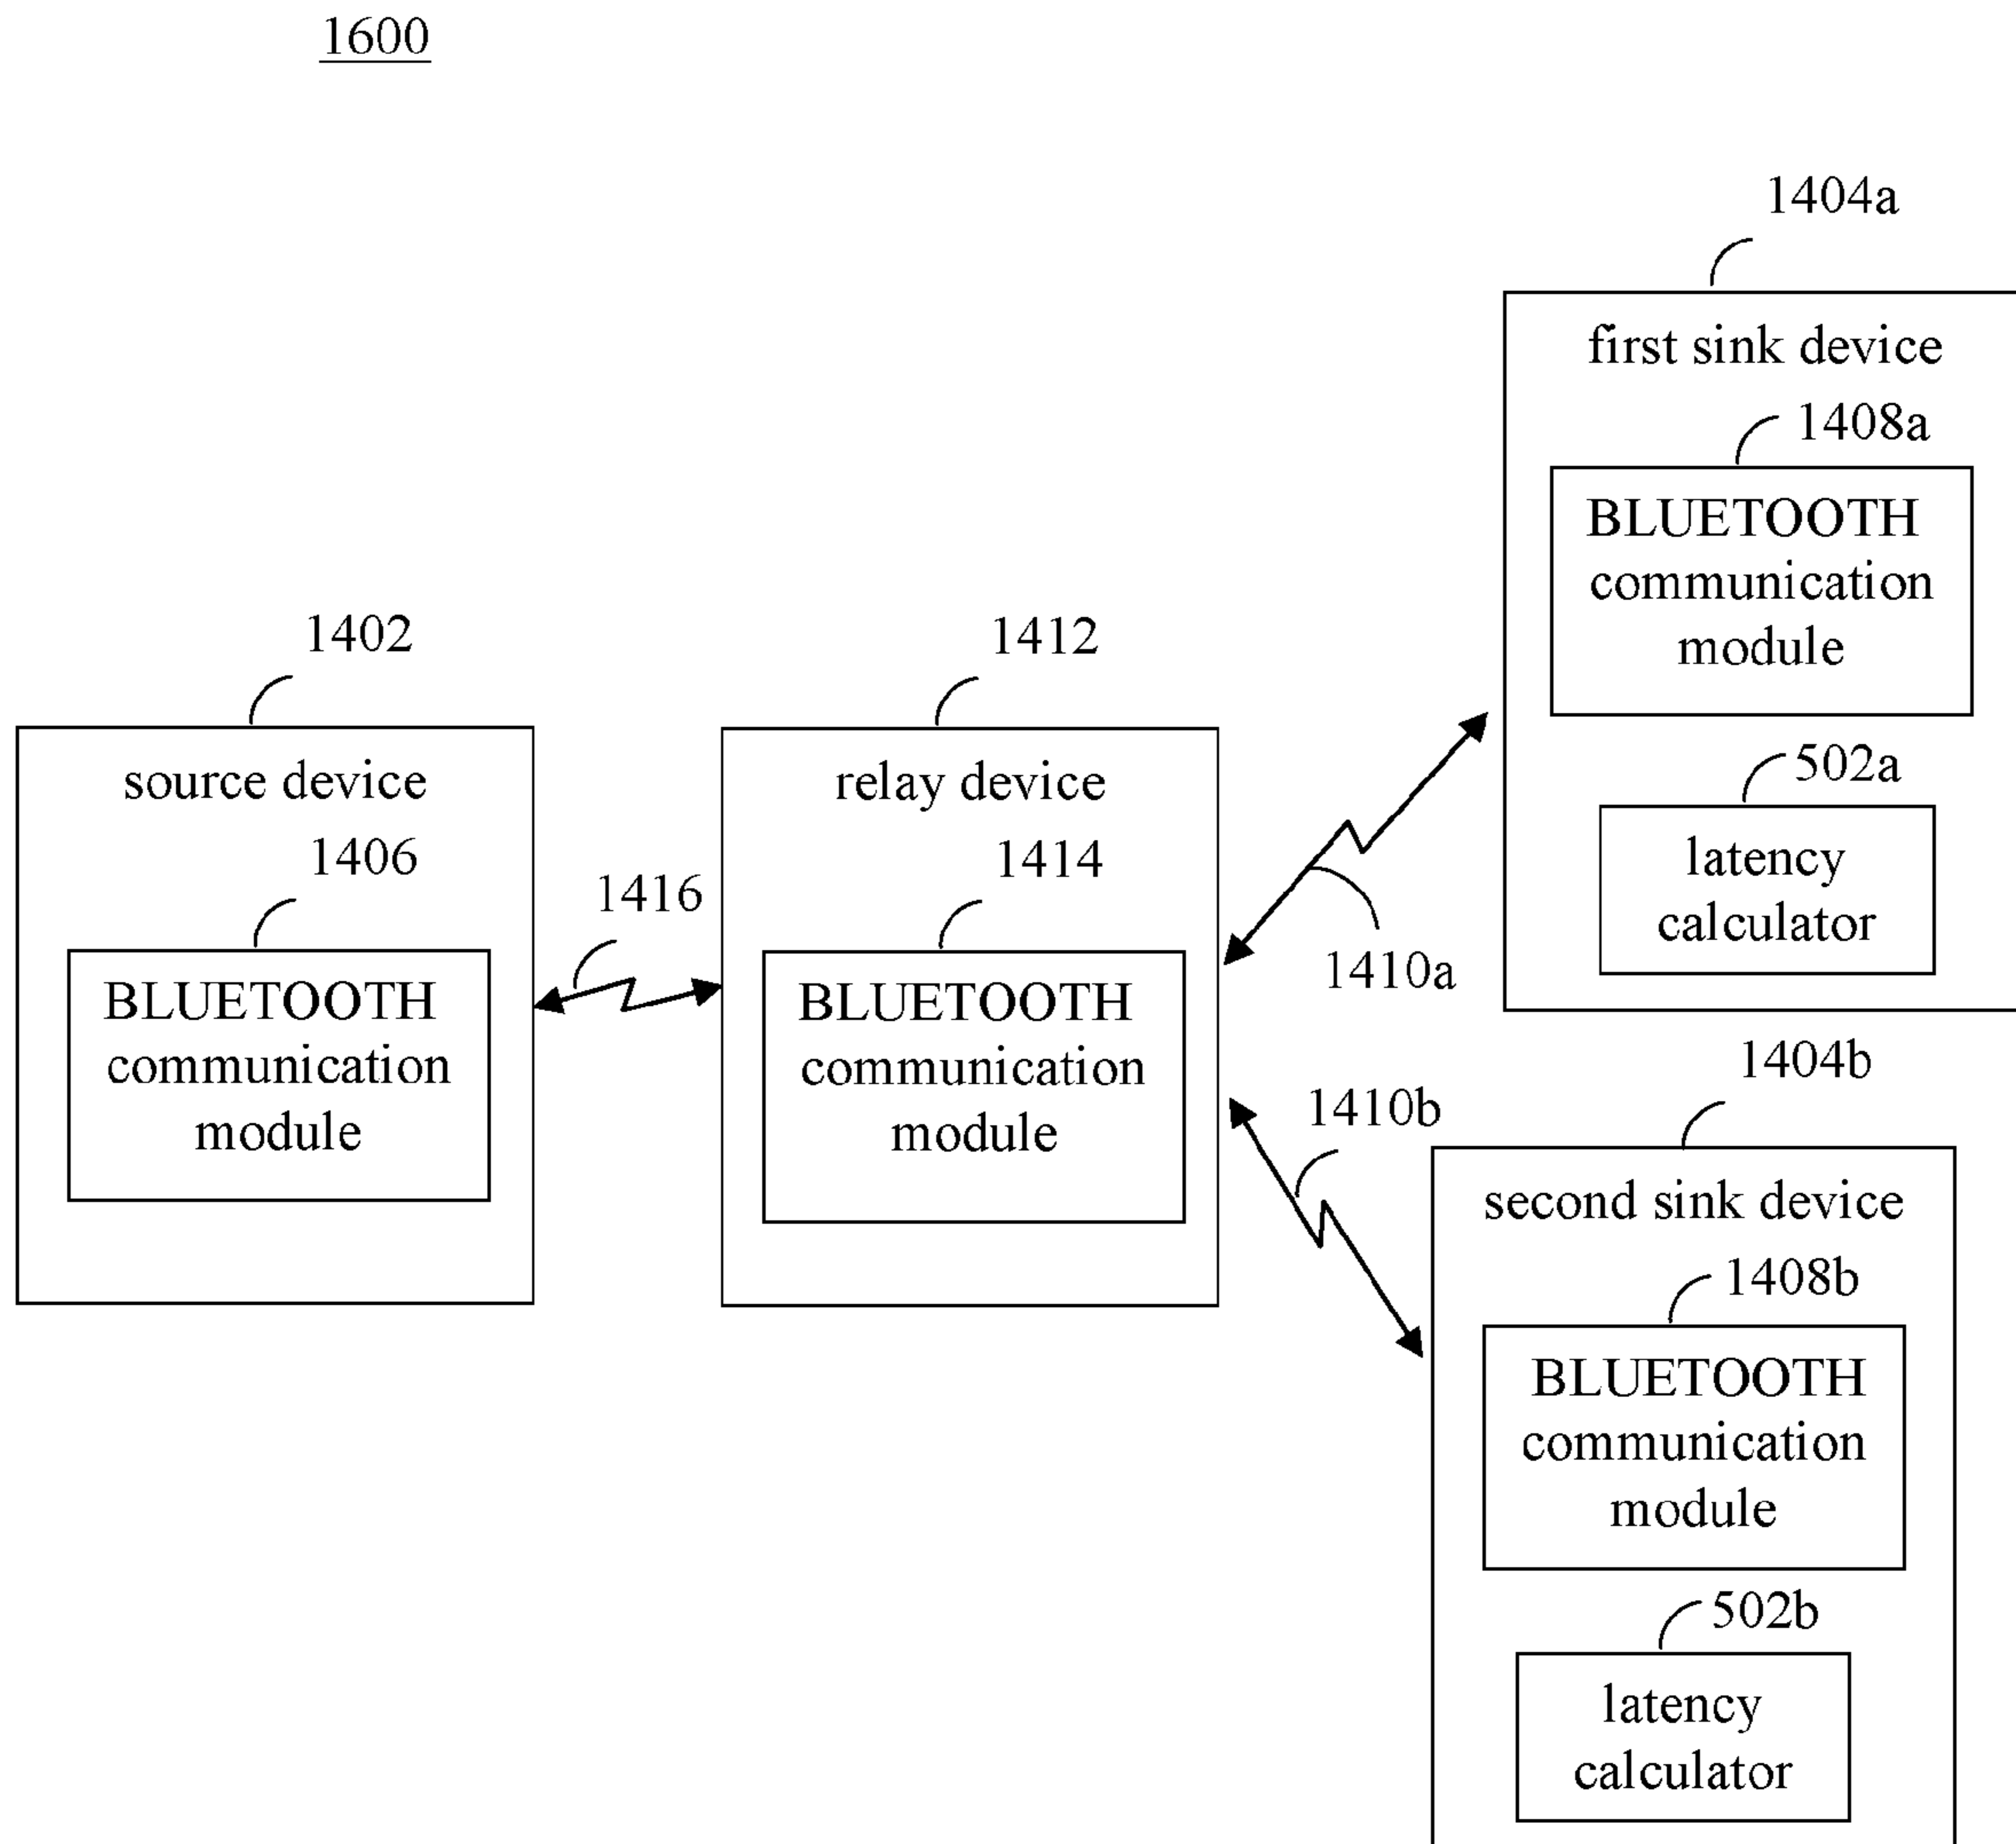 1600
1404a
first sink device
1408a
BLUETOOTH
communication
module
502a
latency
calculator
1402
source device
1406
BLUETOOTH
communication
module
1416
1412
relay device
1414
BLUETOOTH
communication
module
1410a
1410b
1404b
second sink device
1408b
BLUETOOTH
communication
module
502b
latency
calculator